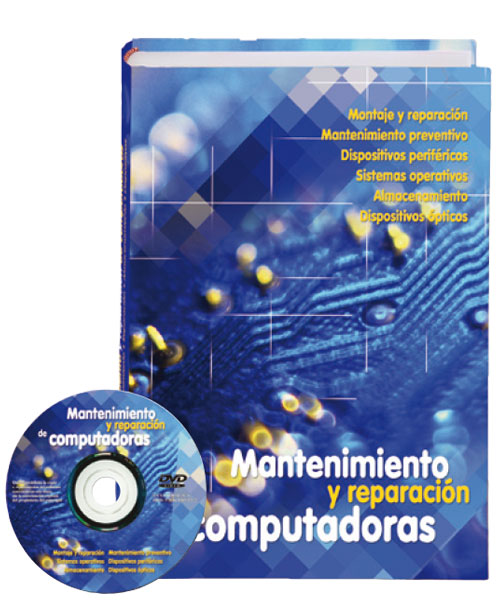 Montaje y reparación
Mantenimiento preventivo
Dispositivos periféricos
Sistemas operativos
Almacenamiento
Dispositivos ópticos
Mantenimiento
y reparación
computadoras
Mantenimiento
y reparación
de computadoras
DVD
Montaje y reparación Mantenimiento preventivo
Sistemas operativos Dispositivos periféricos
Almacenamiento Dispositivos ópticos